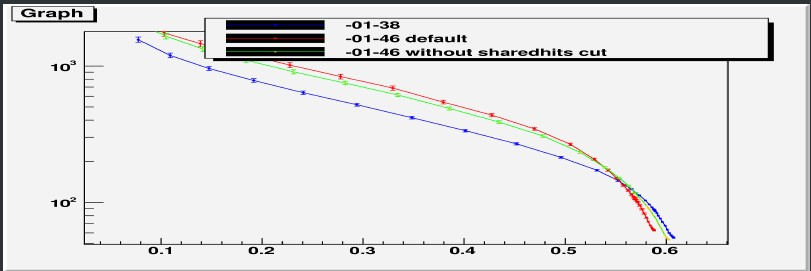 Graph
-01-38
-01-46 default
-01-46 without sharedhits cut
10³
10²
0.1 0.2 0.3 0.4 0.5 0.6